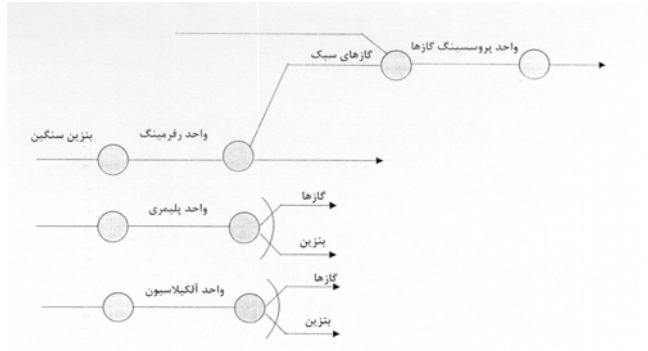 واحد پروسسینگ گازها
گازهای سبک
واحد رفرمینگ
بنزین سنگین
گازها
واحد پلیمری
بنزین
گازها
واحد آلکیلاسیون
بنزین